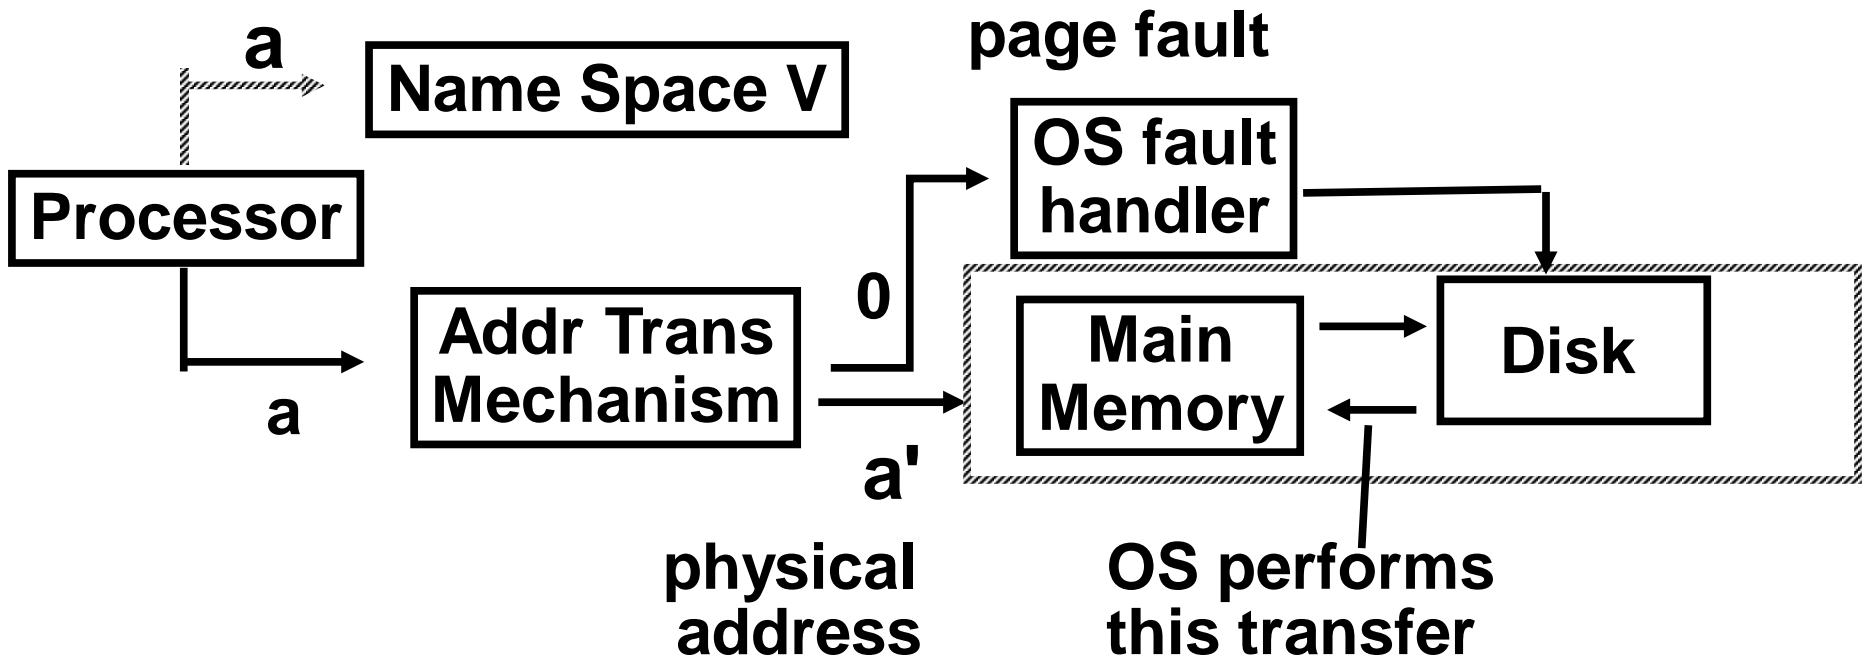 a
Name Space V
Processor
a
Addr Trans
Mechanism
0
a'
physical
address
page fault
OS fault
handler
Main
Memory
Disk
OS performs
this transfer